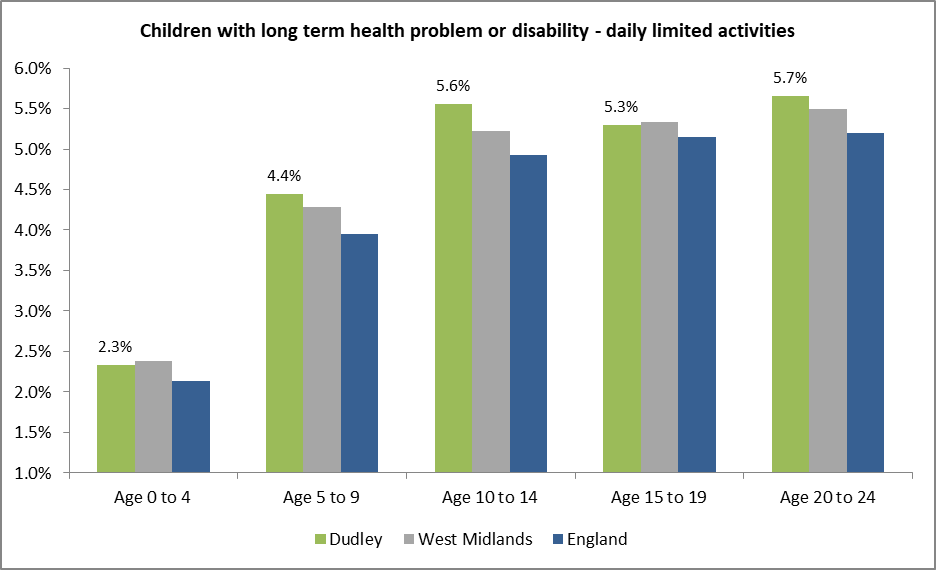 Children with long term health problem or disability - daily limited activities
6.0%
5.5%
5.0%
4.5%
4.0%
3.5%
3.0%
2.5%
2.0%
1.5%
1.0%
2.3%
4.4%
5.6%
5.3%
5.7%
Age 0 to 4
Age 5 to 9
Age 10 to 14
Age 15 to 19
Age 20 to 24
Dudley
West Midlands
England